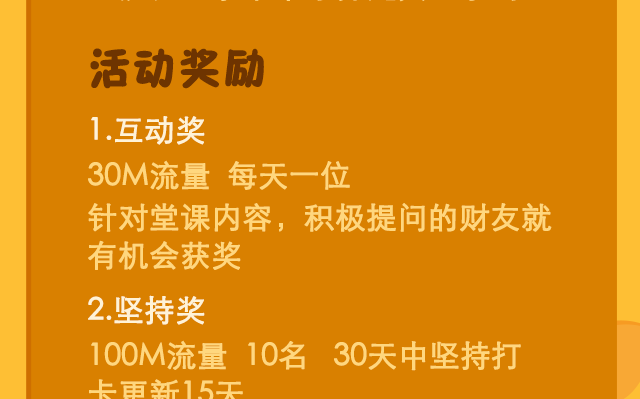 活动奖励
1.互动奖
30M流量 每天一位
针对堂课内容，积极提问的财友就
有机会获奖
2.坚持奖
100M流量 10名 30天中坚持打
卡更新15天